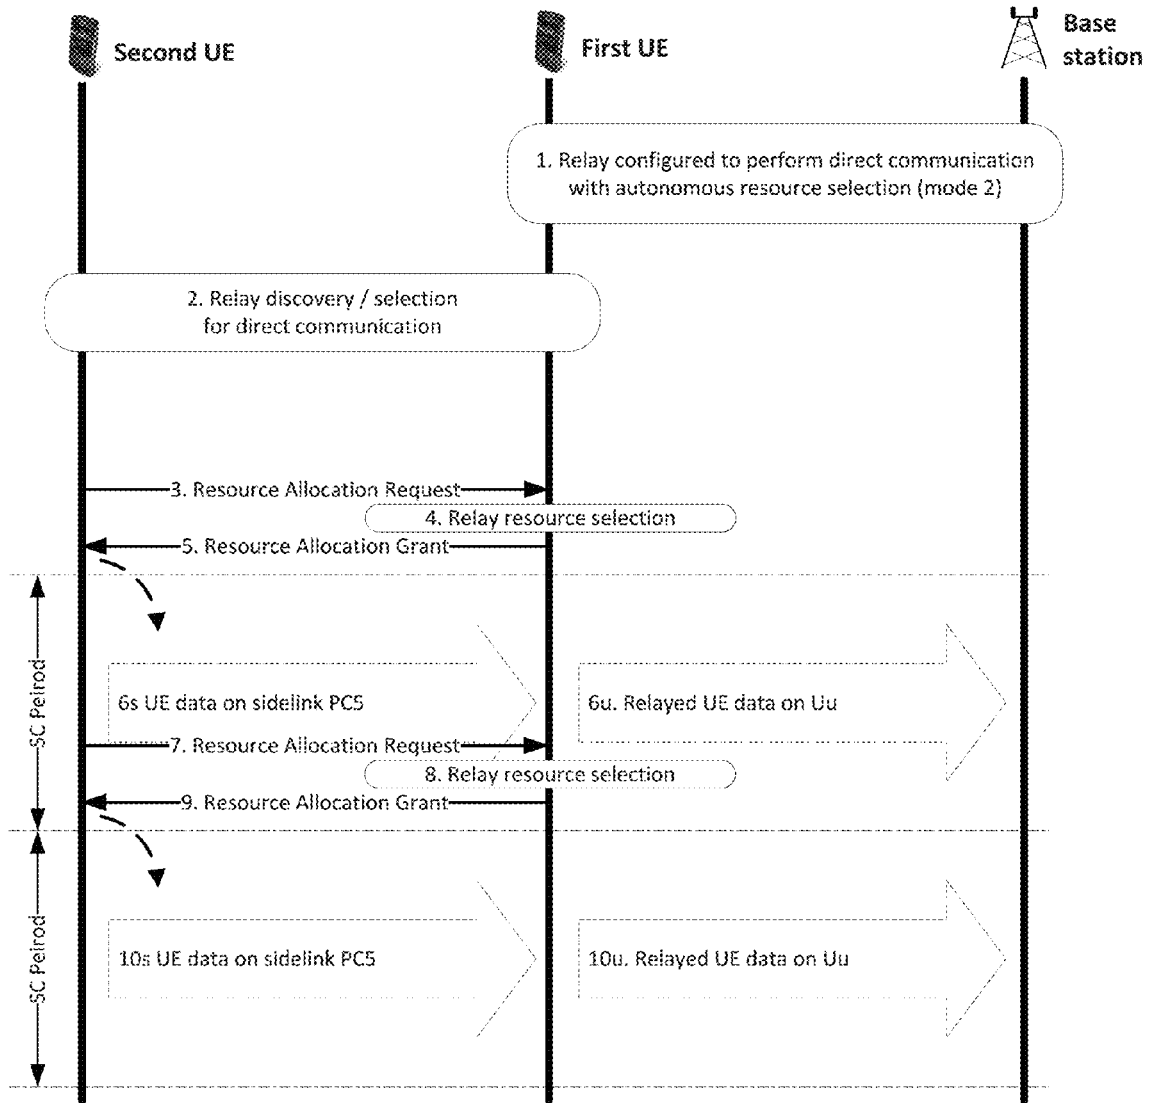 Second UE
First UE
Base
station
1. Relay configured to perform direct communication
with autonomous resource selection (mode 2)
2. Relay discovery / selection
for direct communication
3. Resource Allocation Request
4. Relay resource selection
5. Resource Allocation Grant
SC Peirod
6s UE data on sidelink PC5
6u. Relayed UE data on Uu
7. Resource Allocation Request
8. Relay resource selection
9. Resource Allocation Grant
SC Peirod
10s UE data on sidelink PC5
10u. Relayed UE data on Uu